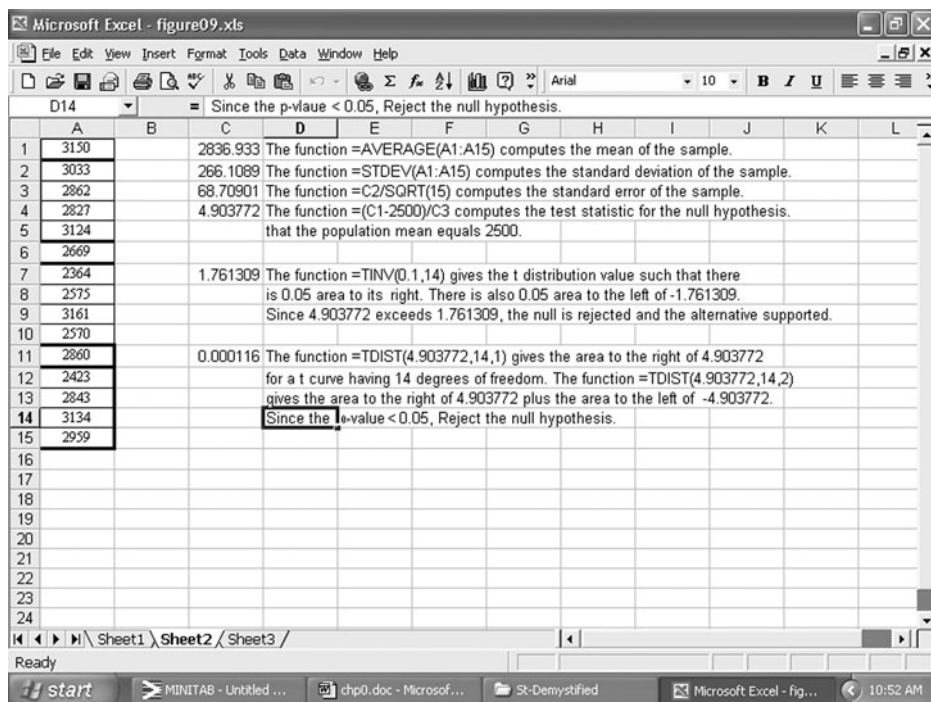 Microsoft Excel - figure09.xls
File Edit View Insert Format Tools Data Window Help
Arial 10 B I U
D14 = Since the p-vlaue < 0.05, Reject the null hypothesis.
A B C D E F G H I J K L
1 3150 2836.933 The function =AVERAGE(A1:A15) computes the mean of the sample.
2 3033 266.1089 The function =STDEV(A1:A15) computes the standard deviation of the sample.
3 2862 68.70901 The function =C2/SQRT(15) computes the standard error of the sample.
4 2827 4.903772 The function =(C1-2500)/C3 computes the test statistic for the null hypothesis.
5 3124 that the population mean equals 2500.
6 2669
7 2364 1.761309 The function =TINV(0.1,14) gives the t distribution value such that there
8 2575 is 0.05 area to its right. There is also 0.05 area to the left of -1.761309.
9 3161 Since 4.903772 exceeds 1.761309, the null is rejected and the alternative supported.
10 2570
11 2860 0.000116 The function =TDIST(4.903772,14,1) gives the area to the right of 4.903772
12 2423 for a t curve having 14 degrees of freedom. The function =TDIST(4.903772,14,2)
13 2843 gives the area to the right of 4.903772 plus the area to the left of -4.903772.
14 3134 Since the p-value < 0.05, Reject the null hypothesis.
15 2959
16
17
18
19
20
21
22
23
24
Sheet1 Sheet2 Sheet3
Ready
start MINITAB - Untitled ... chp0.doc - Microsof... St-Demystified Microsoft Excel - fig... 10:52 AM